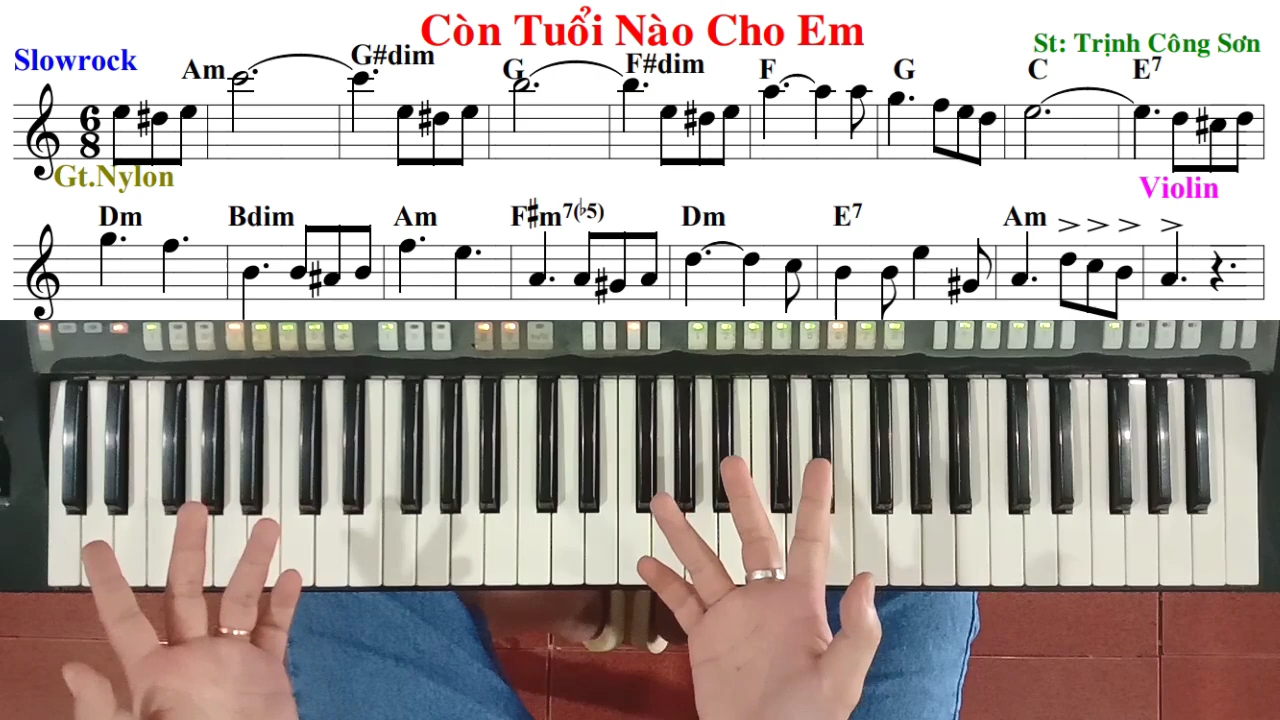 Còn Tuổi Nào Cho Em
St: Trịnh Công Sơn
Slowrock
Am G#dim G F#dim F G C E7
6
8
Gt.Nylon
Violin
Dm Bdim Am F#m7(♭5) Dm E7 Am